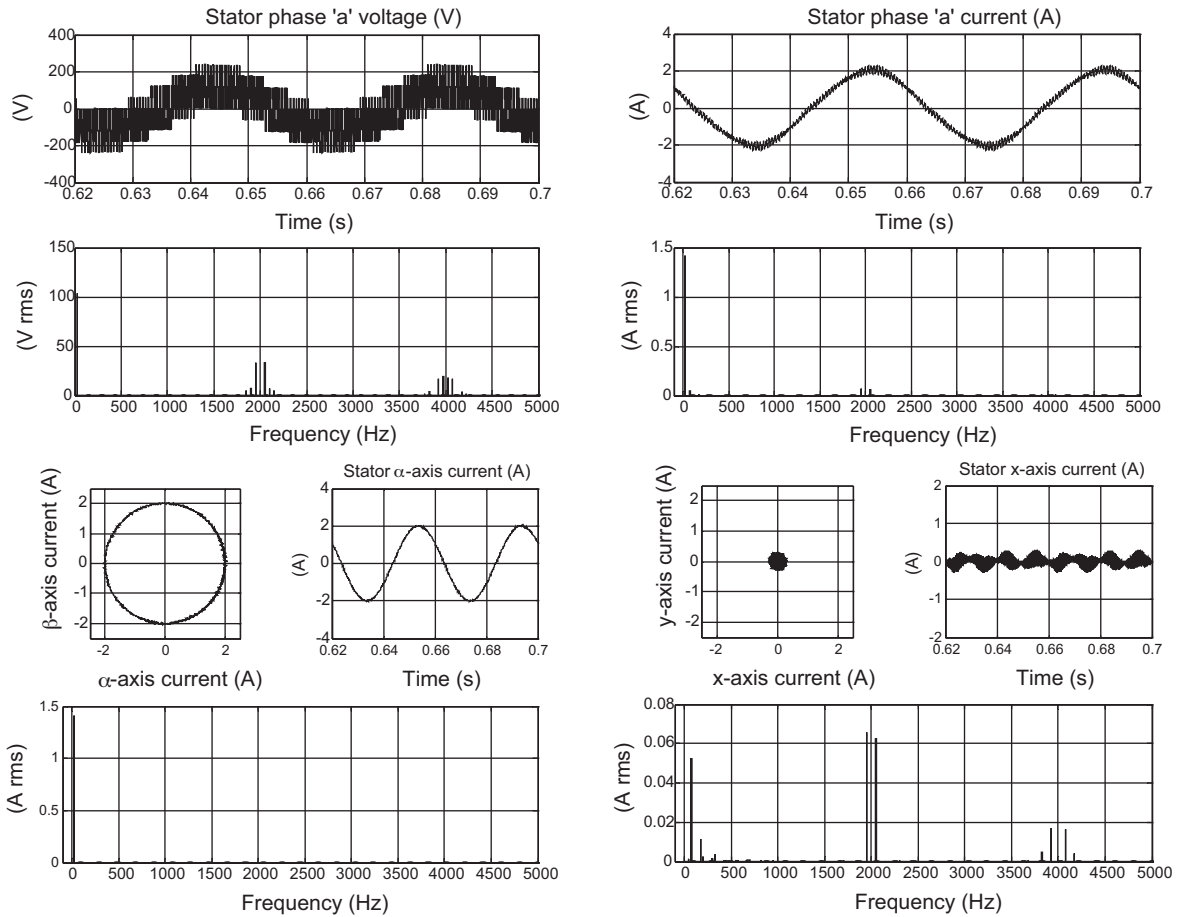 Stator phase 'a' voltage (V)
400
200
0
-200
-400
(V)
0.62 0.63 0.64 0.65 0.66 0.67 0.68 0.69 0.7
Time (s)
150
100
50
0
(V rms)
0 500 1000 1500 2000 2500 3000 3500 4000 4500 5000
Frequency (Hz)
Stator phase 'a' current (A)
4
2
0
-2
-4
(A)
0.62 0.63 0.64 0.65 0.66 0.67 0.68 0.69 0.7
Time (s)
1.5
1
0.5
0
(A rms)
0 500 1000 1500 2000 2500 3000 3500 4000 4500 5000
Frequency (Hz)
β-axis current (A)
2
1
0
-1
-2
-2 0 2
α-axis current (A)
Stator α-axis current (A)
4
2
0
-2
-4
(A)
0.62 0.64 0.66 0.68 0.7
Time (s)
1.5
1
0.5
0
(A rms)
0 500 1000 1500 2000 2500 3000 3500 4000 4500 5000
Frequency (Hz)
y-axis current (A)
2
1
0
-1
-2
-2 0 2
x-axis current (A)
Stator x-axis current (A)
2
1
0
-1
-2
(A)
0.62 0.64 0.66 0.68 0.7
Time (s)
0.08
0.06
0.04
0.02
0
(A rms)
0 500 1000 1500 2000 2500 3000 3500 4000 4500 5000
Frequency (Hz)